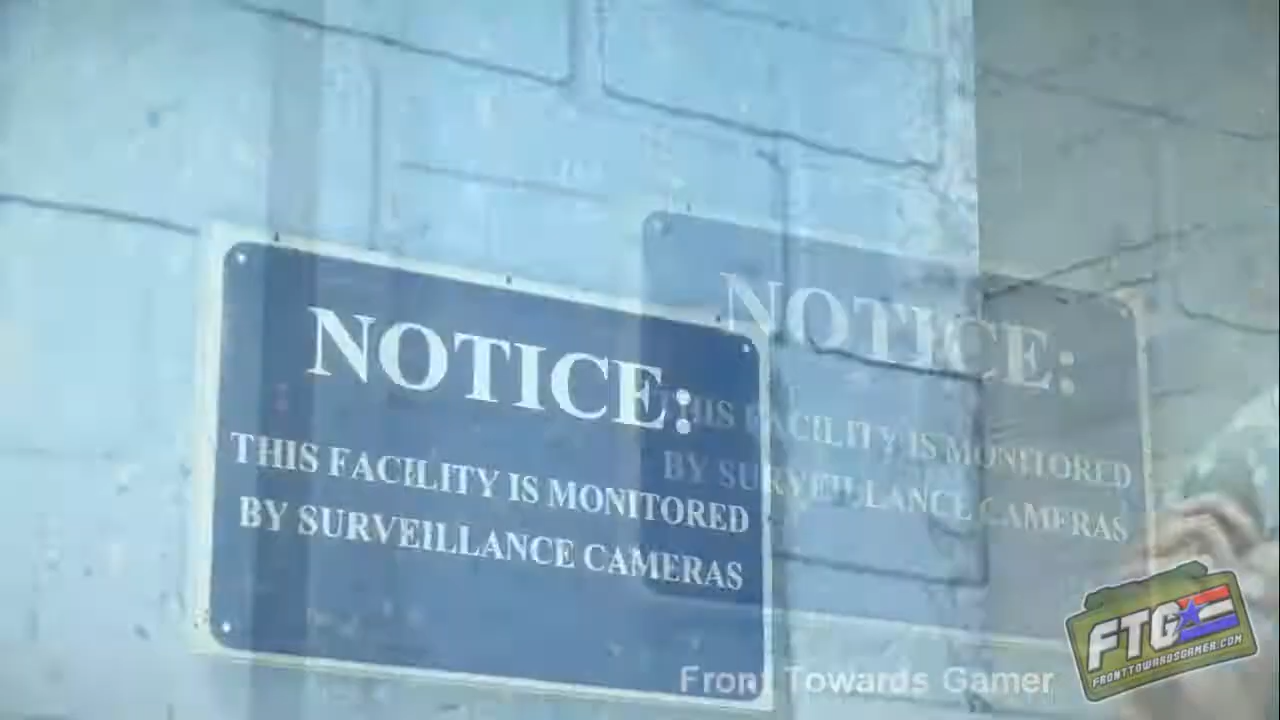 NOTICE:
THIS FACILITY IS MONITORED
BY SURVEILLANCE CAMERAS
NOTICE:
THIS FACILITY IS MONITORED
BY SURVEILLANCE CAMERAS
FTG
FRONTTOWARDSGAMER.COM
Front Towards Gamer